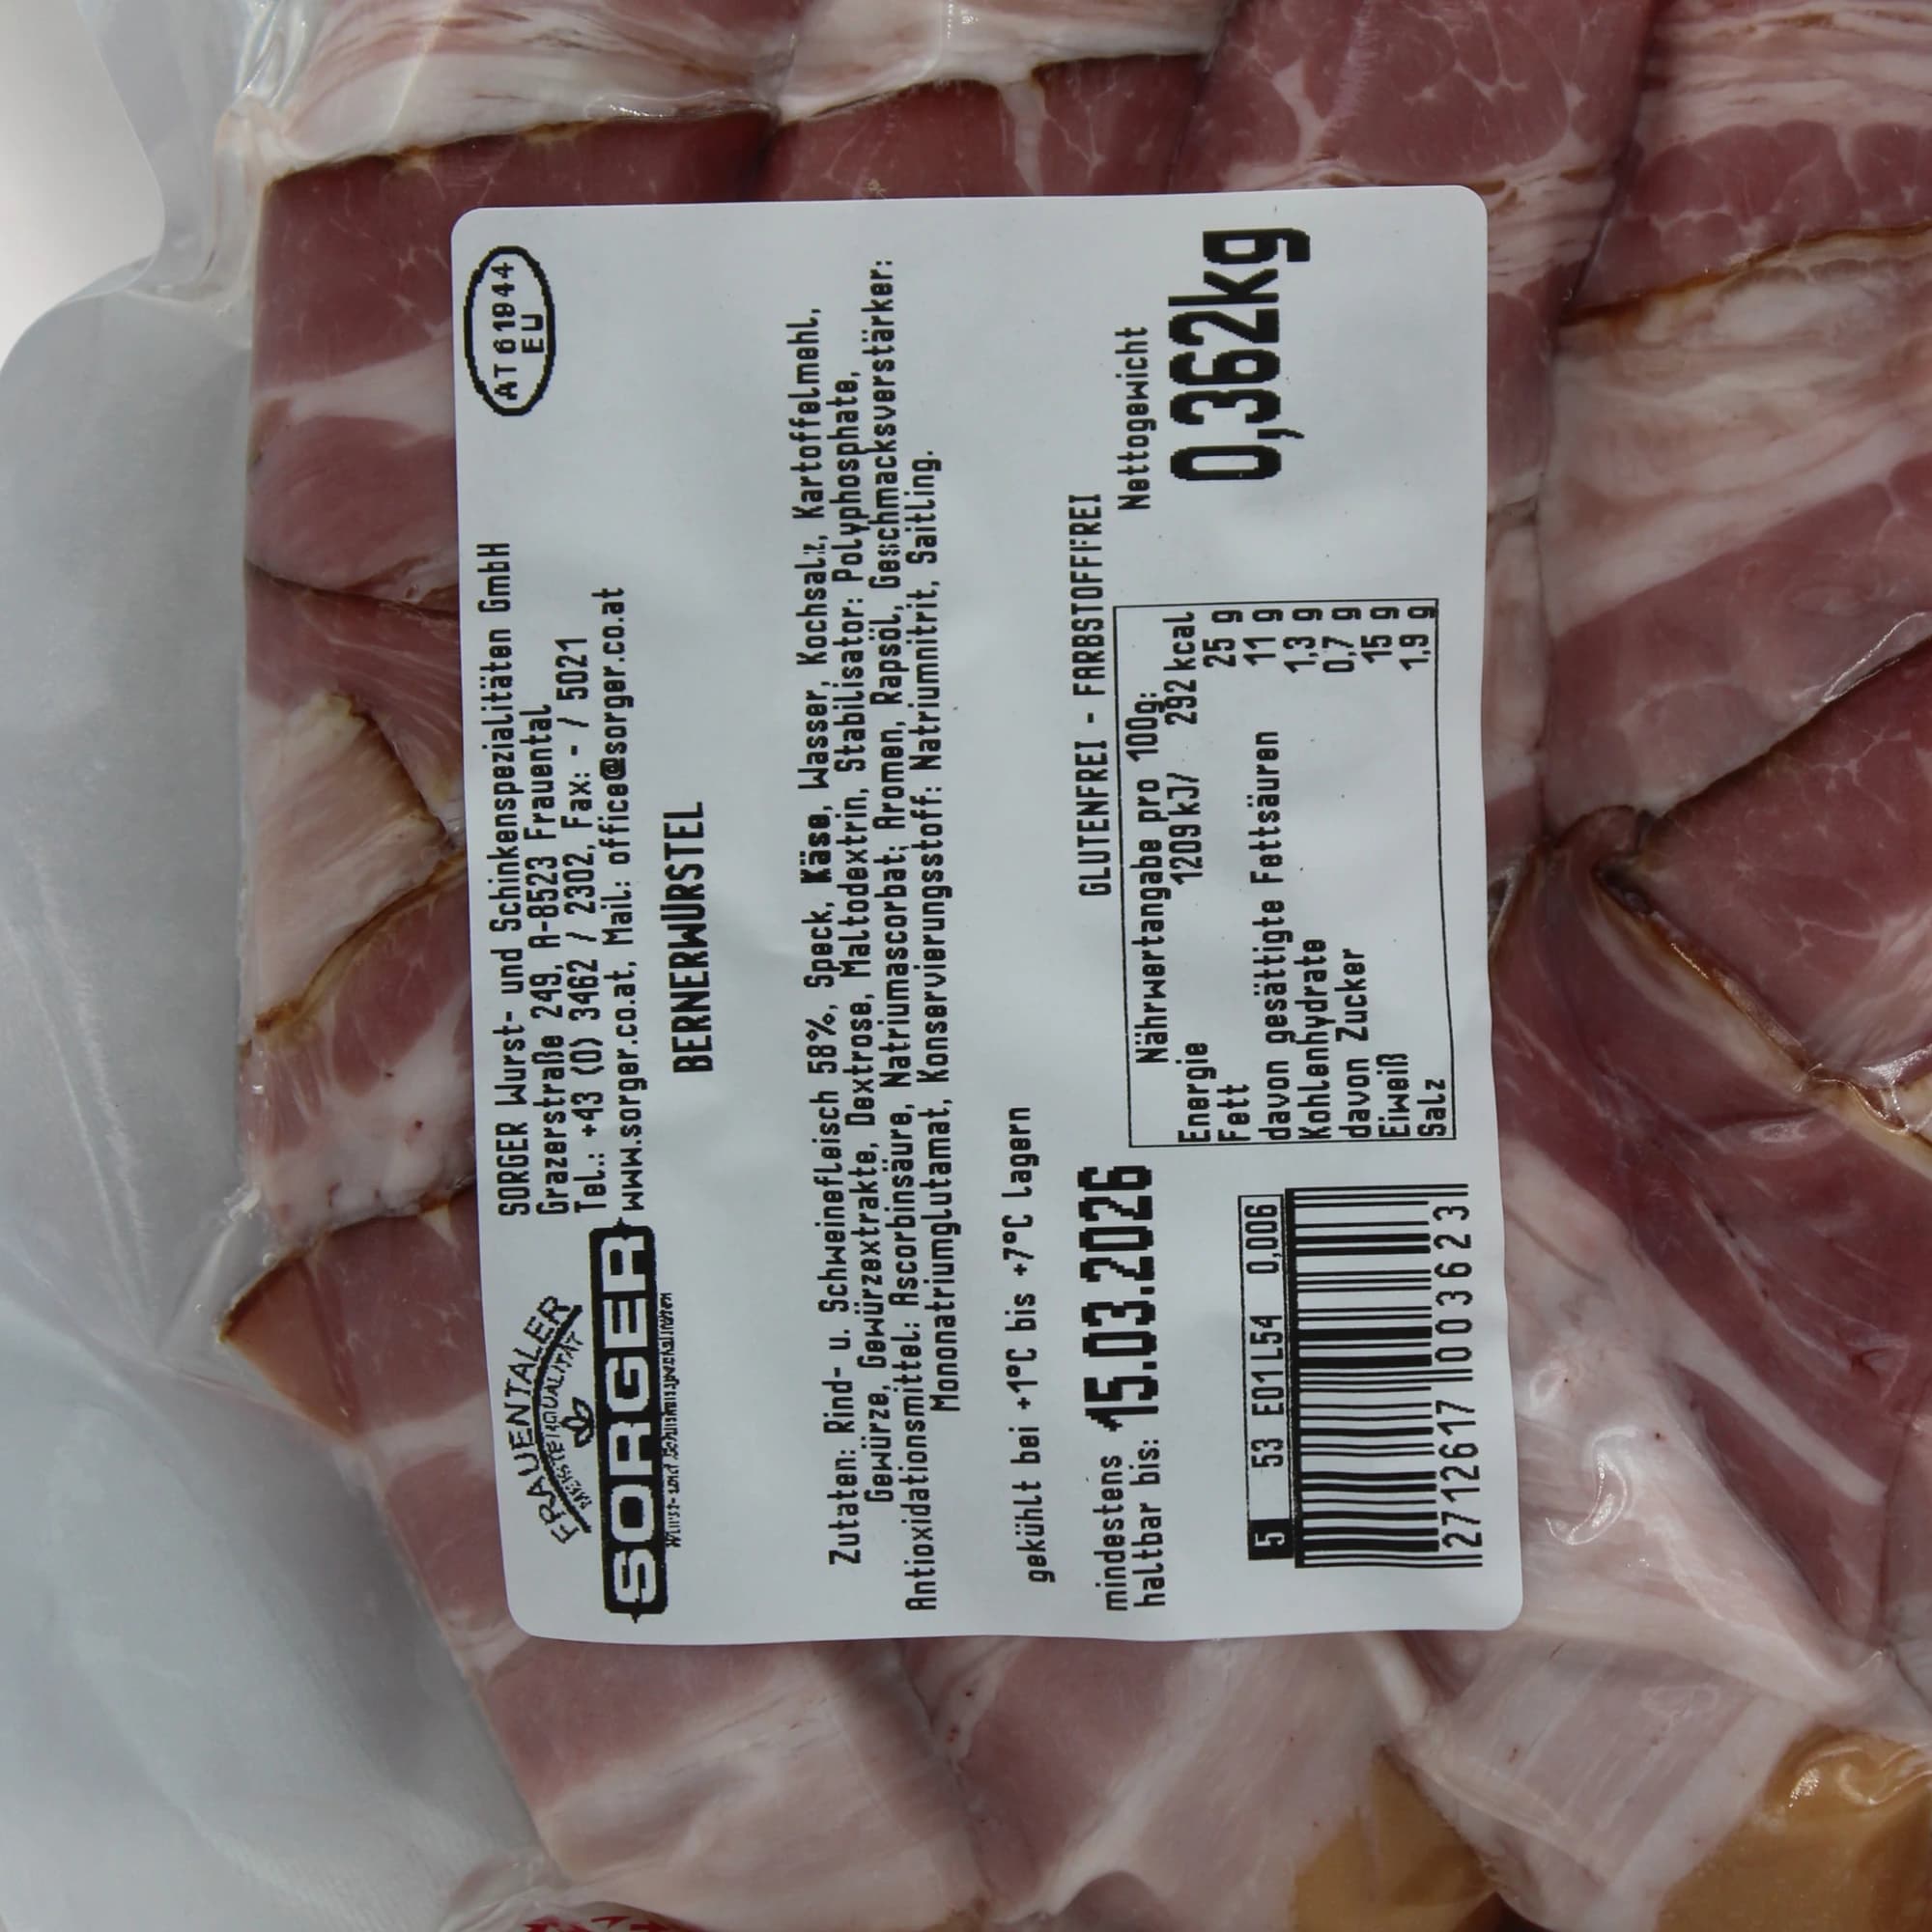 FRAUENTALER
SORGER
SORGER Wurst- und Schinkenspezialitäten GmbH
Grazerstraße 249, A-8523 Frauental
Tel.: +43 (0) 3462 / 2302, Fax: - / 5021
www.sorger.co.at, Mail: office@sorger.co.at
AT 61944
EU
BERNERWÜRSTEL
Zutaten: Rind- u. Schweinefleisch 58%, Speck, Käse, Wasser, Kochsalz, Kartoffelmehl,
Gewürze, Gewürzextrakte, Dextrose, Maltodextrin, Stabilisator: Polyphosphate,
Antioxidationsmittel: Ascorbinsäure, Natriumascorbat; Aromen, Rapsöl, Geschmacksverstärker:
Mononatriumglutamat, Konservierungsstoff: Natriumnitrit, Saitling.
gekühlt bei +1°C bis +7°C lagern
GLUTENFREI - FARBSTOFFFREI
mindestens
haltbar bis: 15.03.2026
Nährwertangabe pro 100g:
Energie 1209 kJ/ 292 kcal
Fett 25 g
davon gesättigte Fettsäuren 11 g
Kohlenhydrate 1,3 g
davon Zucker 0,7 g
Eiweiß 15 g
Salz 1,9 g
Nettogewicht
0,362kg
5 53 E01L54 0,006
2712617003623